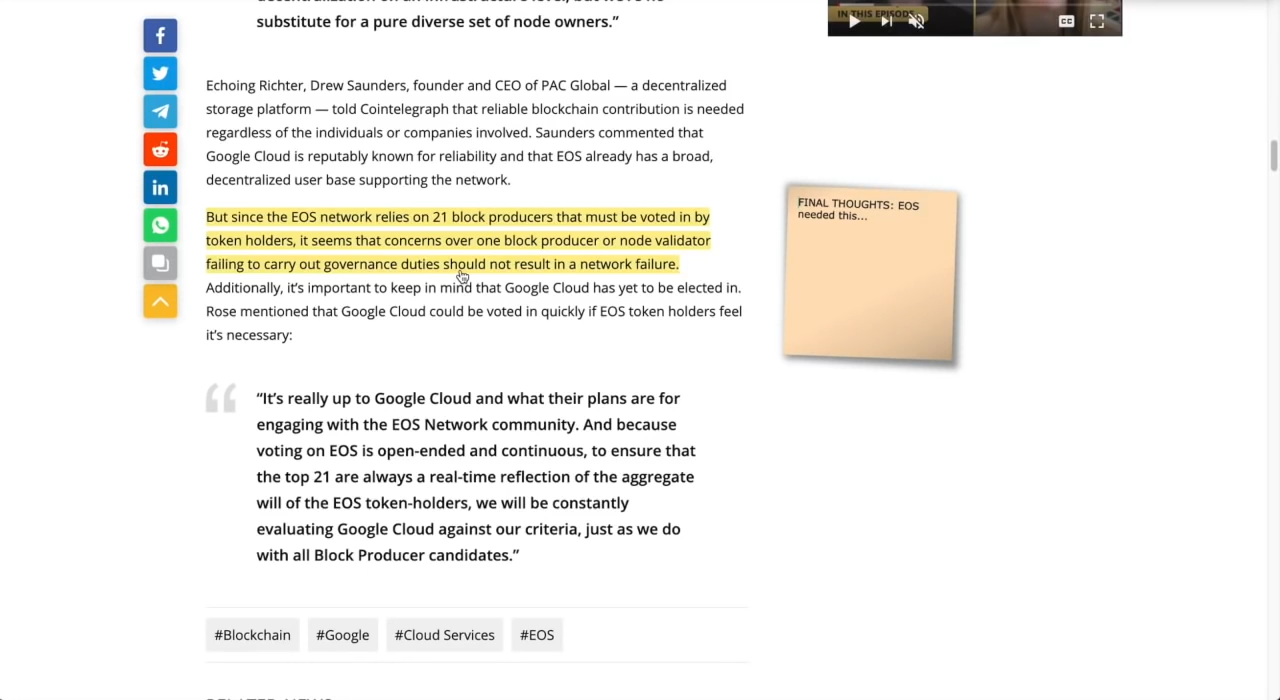 substitute for a pure diverse set of node owners.”
IN THIS EPISODE
CC
Echoing Richter, Drew Saunders, founder and CEO of PAC Global — a decentralized
storage platform — told Cointelegraph that reliable blockchain contribution is needed
regardless of the individuals or companies involved. Saunders commented that
Google Cloud is reputably known for reliability and that EOS already has a broad,
decentralized user base supporting the network.
But since the EOS network relies on 21 block producers that must be voted in by
token holders, it seems that concerns over one block producer or node validator
failing to carry out governance duties should not result in a network failure.
Additionally, it’s important to keep in mind that Google Cloud has yet to be elected in.
Rose mentioned that Google Cloud could be voted in quickly if EOS token holders feel
it’s necessary:
FINAL THOUGHTS: EOS
needed this...
“It’s really up to Google Cloud and what their plans are for
engaging with the EOS Network community. And because
voting on EOS is open-ended and continuous, to ensure that
the top 21 are always a real-time reflection of the aggregate
will of the EOS token-holders, we will be constantly
evaluating Google Cloud against our criteria, just as we do
with all Block Producer candidates.”
#Blockchain #Google #Cloud Services #EOS